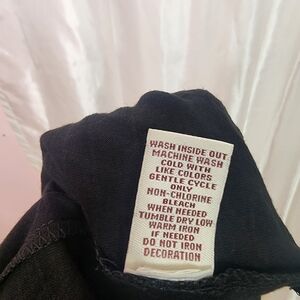 WASH INSIDE OUT
MACHINE WASH
COLD WITH
LIKE COLORS
GENTLE CYCLE
ONLY
NON-CHLORINE
BLEACH
WHEN NEEDED
TUMBLE DRY LOW
WARM IRON
IF NEEDED
DO NOT IRON
DECORATION